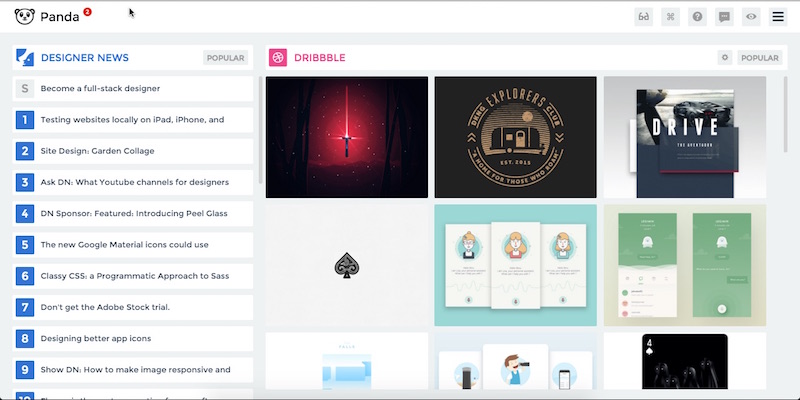 Panda 2
DESIGNER NEWS POPULAR
S Become a full-stack designer
1 Testing websites locally on iPad, iPhone, and
2 Site Design: Garden Collage
3 Ask DN: What Youtube channels for designers
4 DN Sponsor: Featured: Introducing Peel Glass
5 The new Google Material icons could use
6 Classy CSS: a Programmatic Approach to Sass
7 Don't get the Adobe Stock trial.
8 Designing better app icons
9 Show DN: How to make image responsive and
10
DRIBBBLE POPULAR
DKNG EXPLORERS CLUB
EST. 2010
"A HOME FOR THOSE WHO ROAM"
DRIVE
THE APERTADOR
4